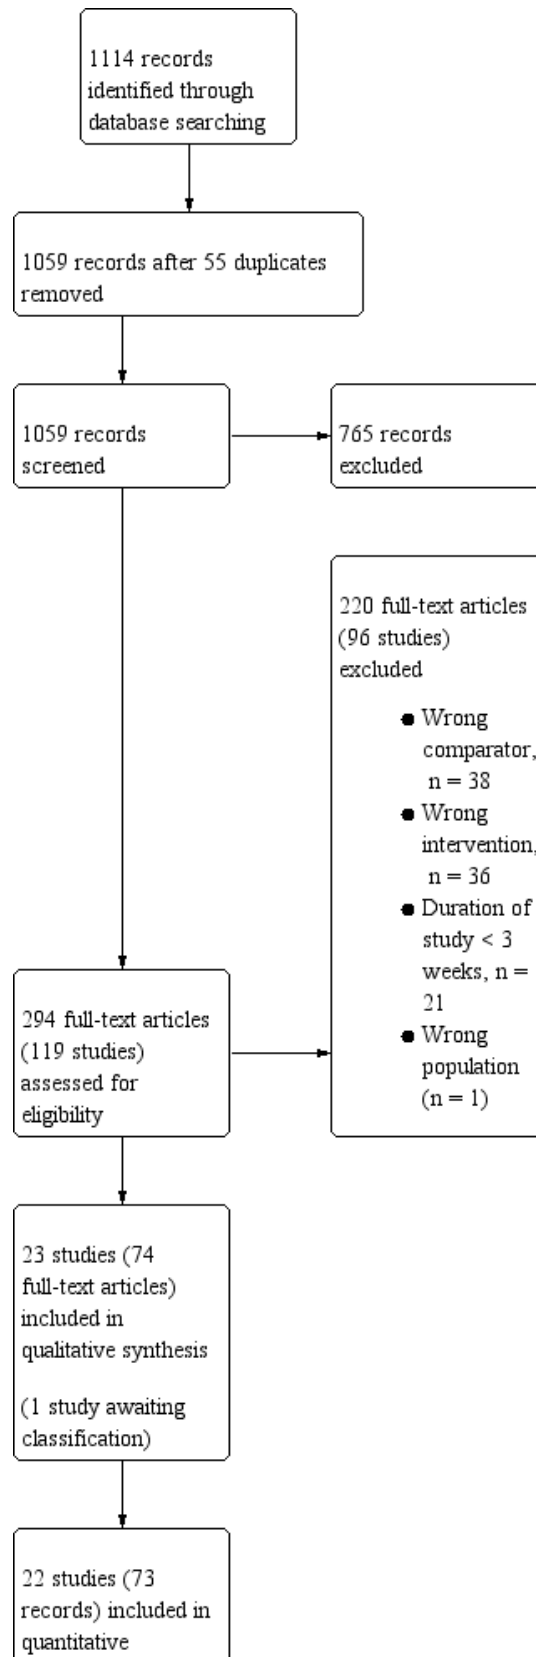 1114 records
identified through
database searching
1059 records after 55 duplicates
removed
1059 records
screened
765 records
excluded
220 full-text articles
(96 studies)
excluded
● Wrong
comparator,
n = 38
● Wrong
intervention,
n = 36
● Duration of
study < 3
weeks, n =
21
● Wrong
population
(n = 1)
294 full-text articles
(119 studies)
assessed for
eligibility
23 studies (74
full-text articles)
included in
qualitative synthesis
(1 study awaiting
classification)
22 studies (73
records) included in
quantitative